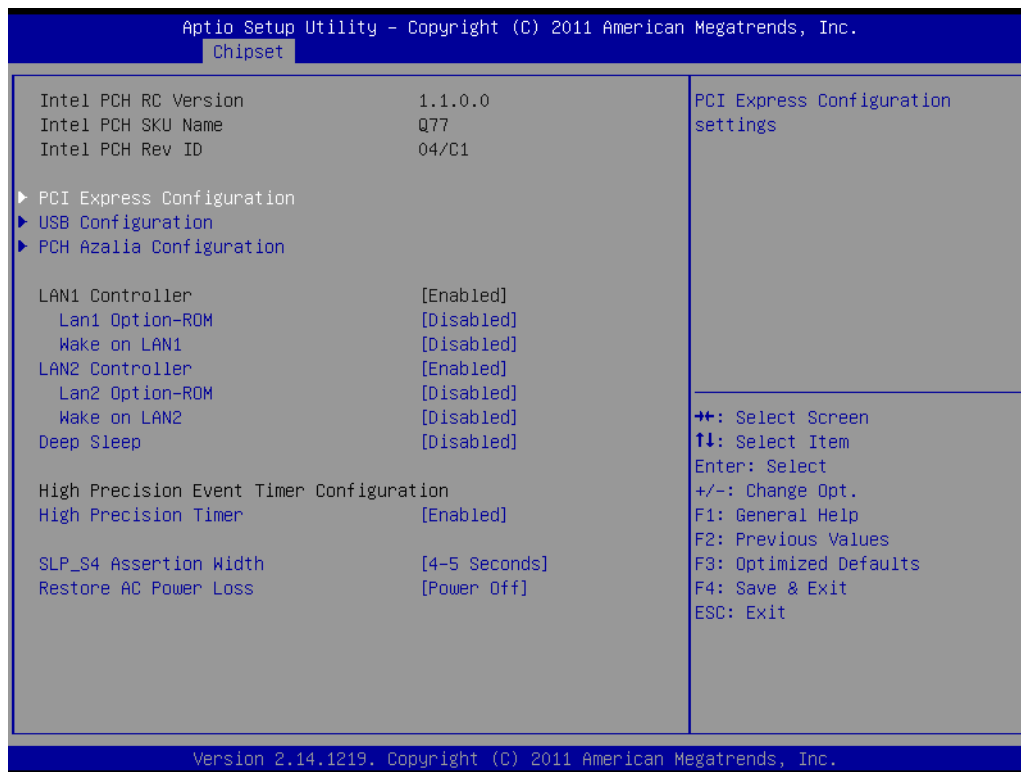 Aptio Setup Utility – Copyright (C) 2011 American Megatrends, Inc.
Chipset
Intel PCH RC Version 1.1.0.0
Intel PCH SKU Name Q77
Intel PCH Rev ID 04/C1
PCI Express Configuration
USB Configuration
PCH Azalia Configuration
LAN1 Controller [Enabled]
Lan1 Option-ROM [Disabled]
Wake on LAN1 [Disabled]
LAN2 Controller [Enabled]
Lan2 Option-ROM [Disabled]
Wake on LAN2 [Disabled]
Deep Sleep [Disabled]
High Precision Event Timer Configuration
High Precision Timer [Enabled]
SLP_S4 Assertion Width [4-5 Seconds]
Restore AC Power Loss [Power Off]
PCI Express Configuration
settings
→←: Select Screen
↑↓: Select Item
Enter: Select
+/-: Change Opt.
F1: General Help
F2: Previous Values
F3: Optimized Defaults
F4: Save & Exit
ESC: Exit
Version 2.14.1219. Copyright (C) 2011 American Megatrends, Inc.